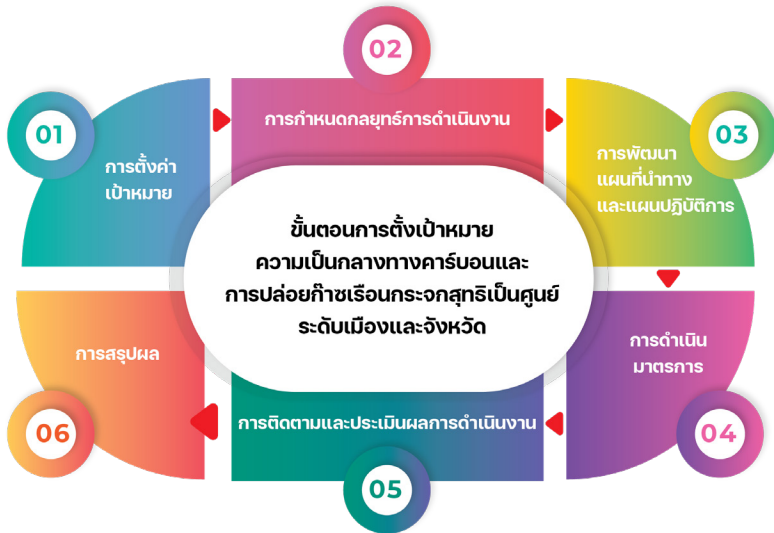 02
01
การตั้งค่า
เป้าหมาย
การกำหนดกลยุทธ์การดำเนินงาน
03
การพัฒนา
แผนที่นำทาง
และแผนปฏิบัติการ
ขั้นตอนการตั้งเป้าหมาย
ความเป็นกลางทางคาร์บอนและ
การปล่อยก๊าซเรือนกระจกสุทธิเป็นศูนย์
ระดับเมืองและจังหวัด
การดำเนิน
มาตรการ
04
การติดตามและประเมินผลการดำเนินงาน
05
การสรุปผล
06